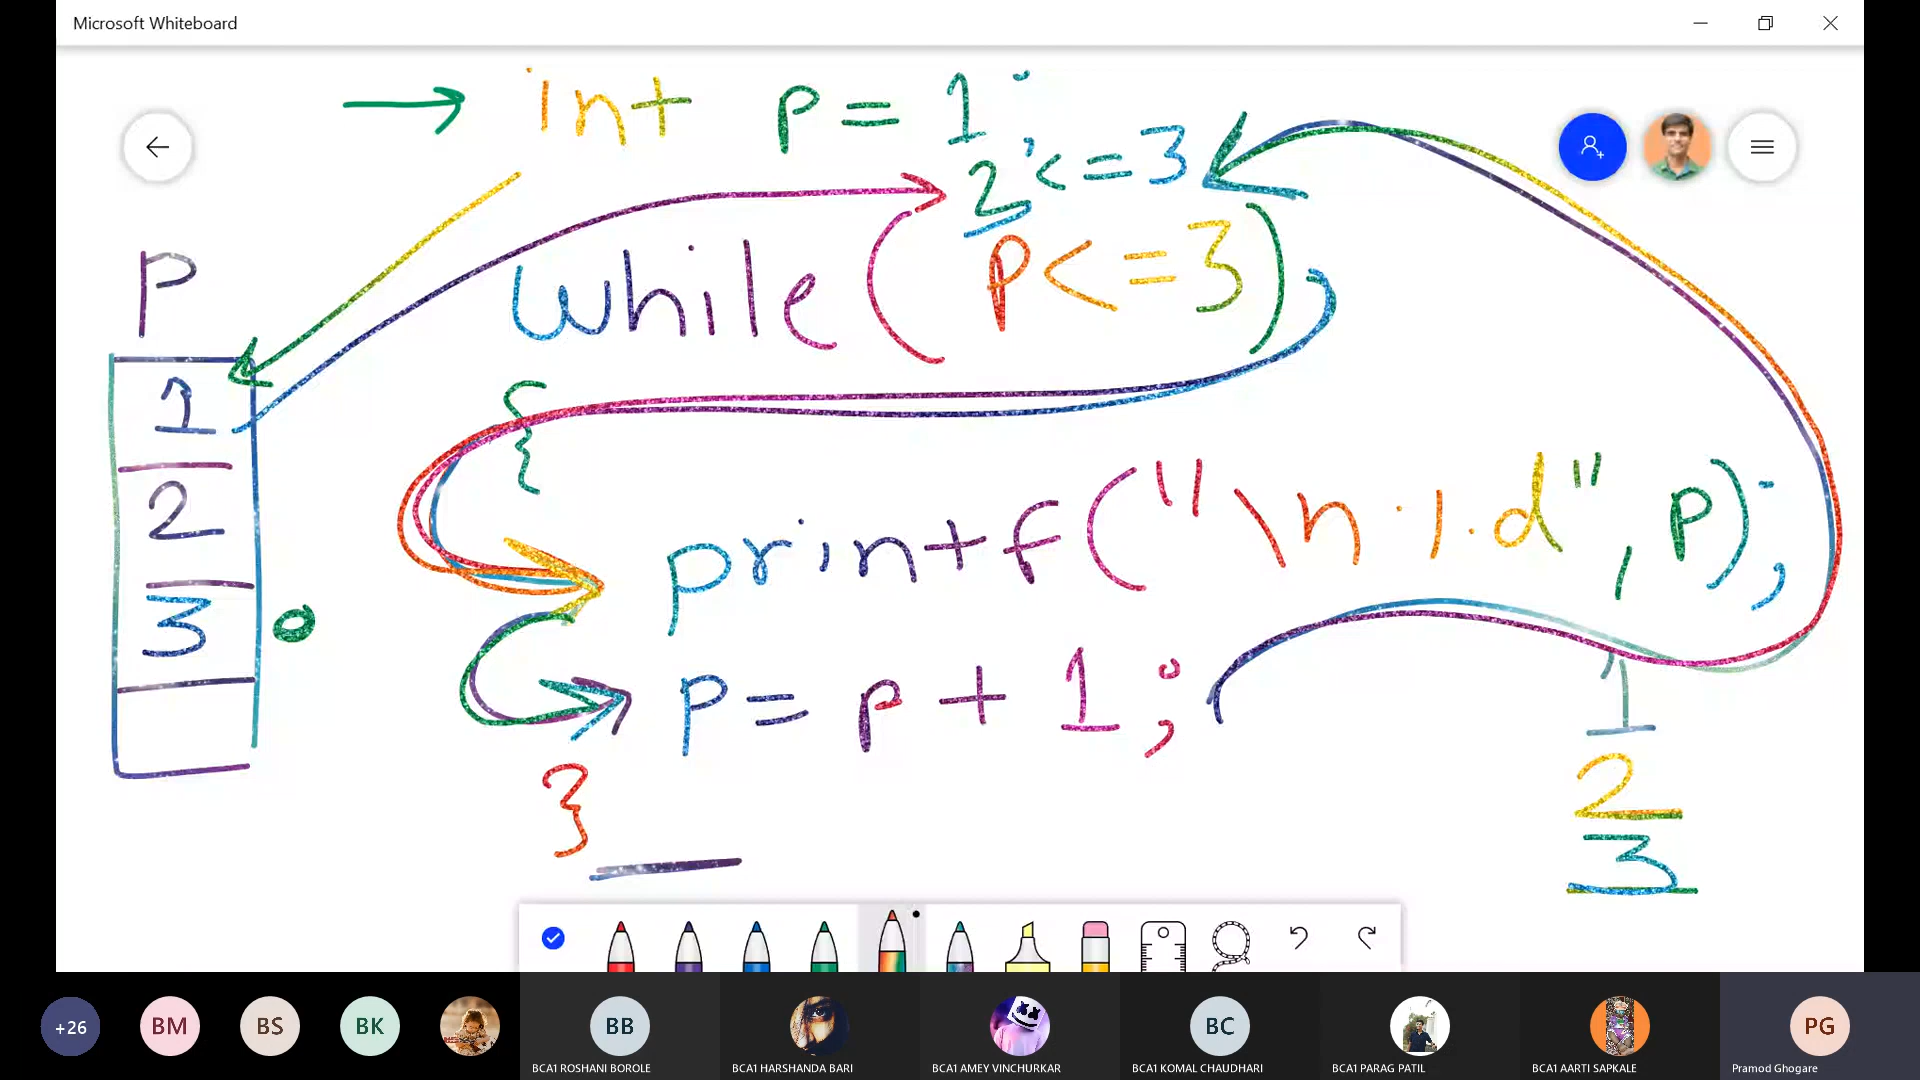 Microsoft Whiteboard
→ int p = 1;
2 <= 3
while ( p <= 3 )
{
printf("\n %d", p);
p = p + 1;
}
p
1
2
3
1
2
3
+26
BM
BS
BK
BB
BC
PG
BCA1 ROSHANI BOROLE
BCA1 HARSHANDA BARI
BCA1 AMEY VINCHURKAR
BCA1 KOMAL CHAUDHARI
BCA1 PARAG PATIL
BCA1 AARTI SAPKALE
Pramod Ghogare